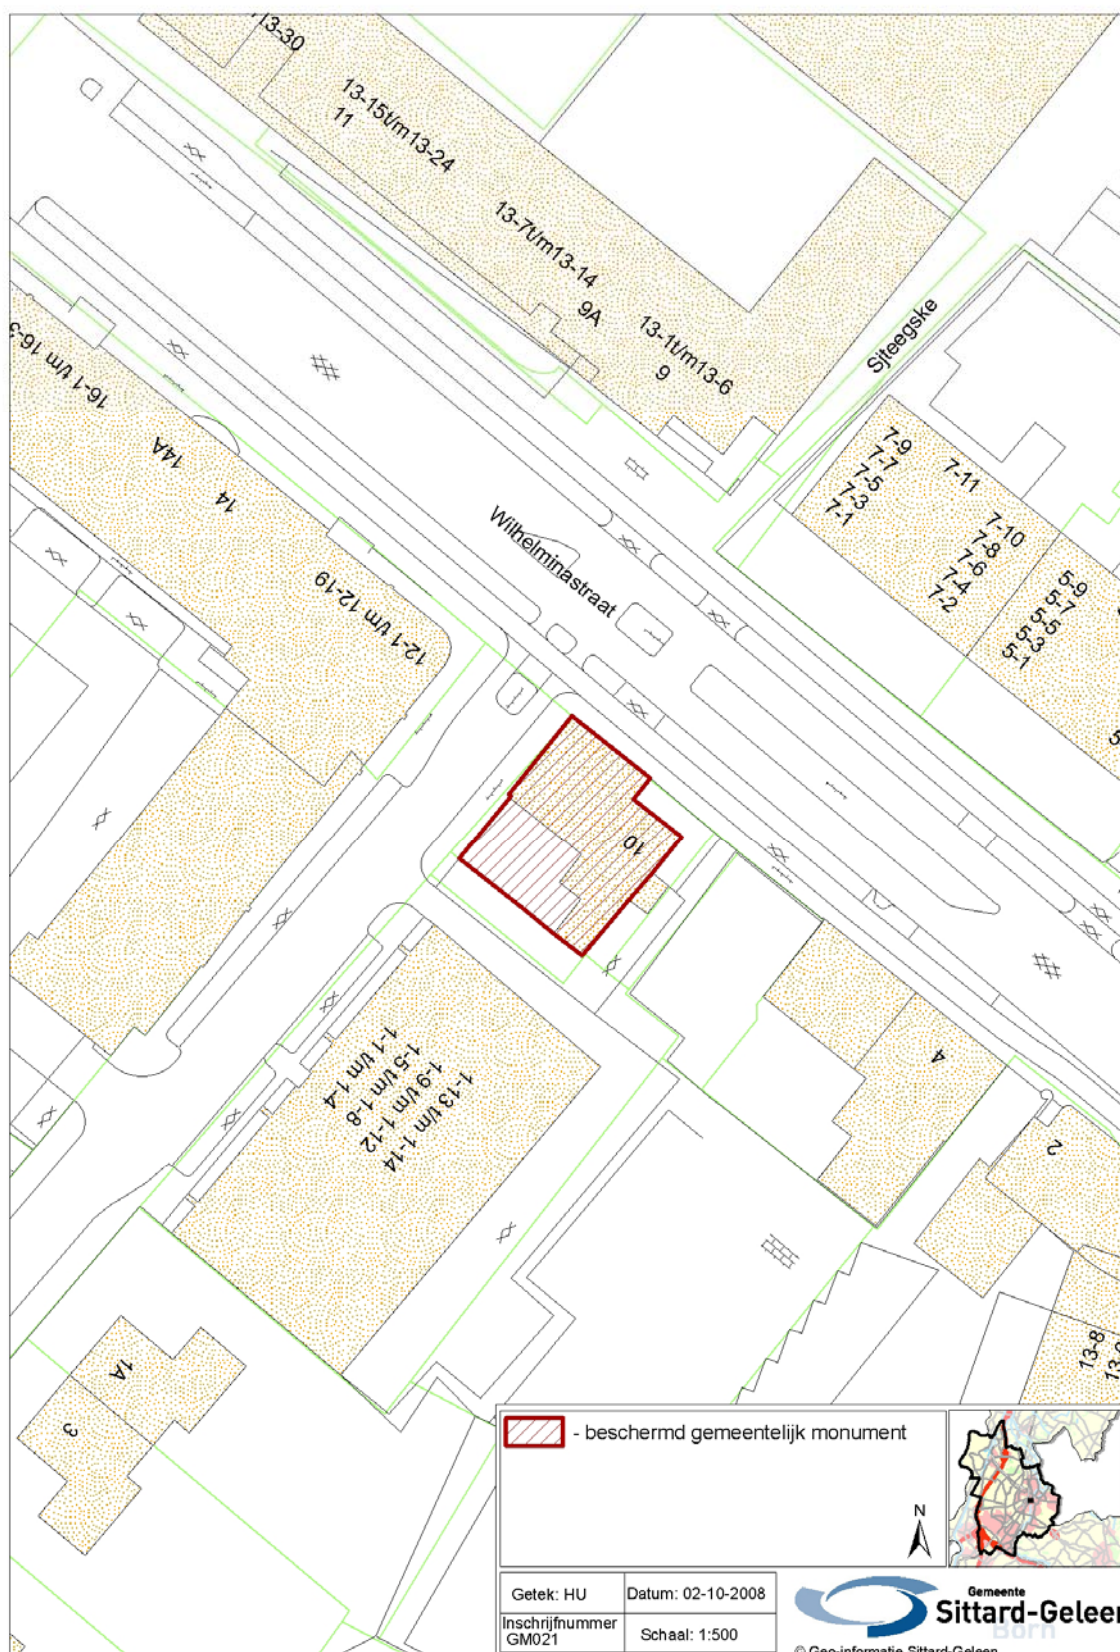 13-30
13-15t/m13-24
11
13-7t/m13-14
9A
13-1t/m13-6
9
Sjteegske
16-1 t/m 16-3
14A
14
12-1 t/m 12-19
Wilhelminastraat
7-9
7-7
7-5
7-3
7-1
7-11
7-10
7-8
7-6
7-4
7-2
5-9
5-7
5-5
5-3
5-1
10
4
2
1-13 t/m 1-14
1-9 t/m 1-12
1-5 t/m 1-8
1-1 t/m 1-4
1A
3
13-8
- beschermd gemeentelijk monument
N
Getek: HU
Datum: 02-10-2008
Inschrijfnummer
GM021
Schaal: 1:500
Gemeente
Sittard-Geleen
Born
© Geo-informatie Sittard-Geleen